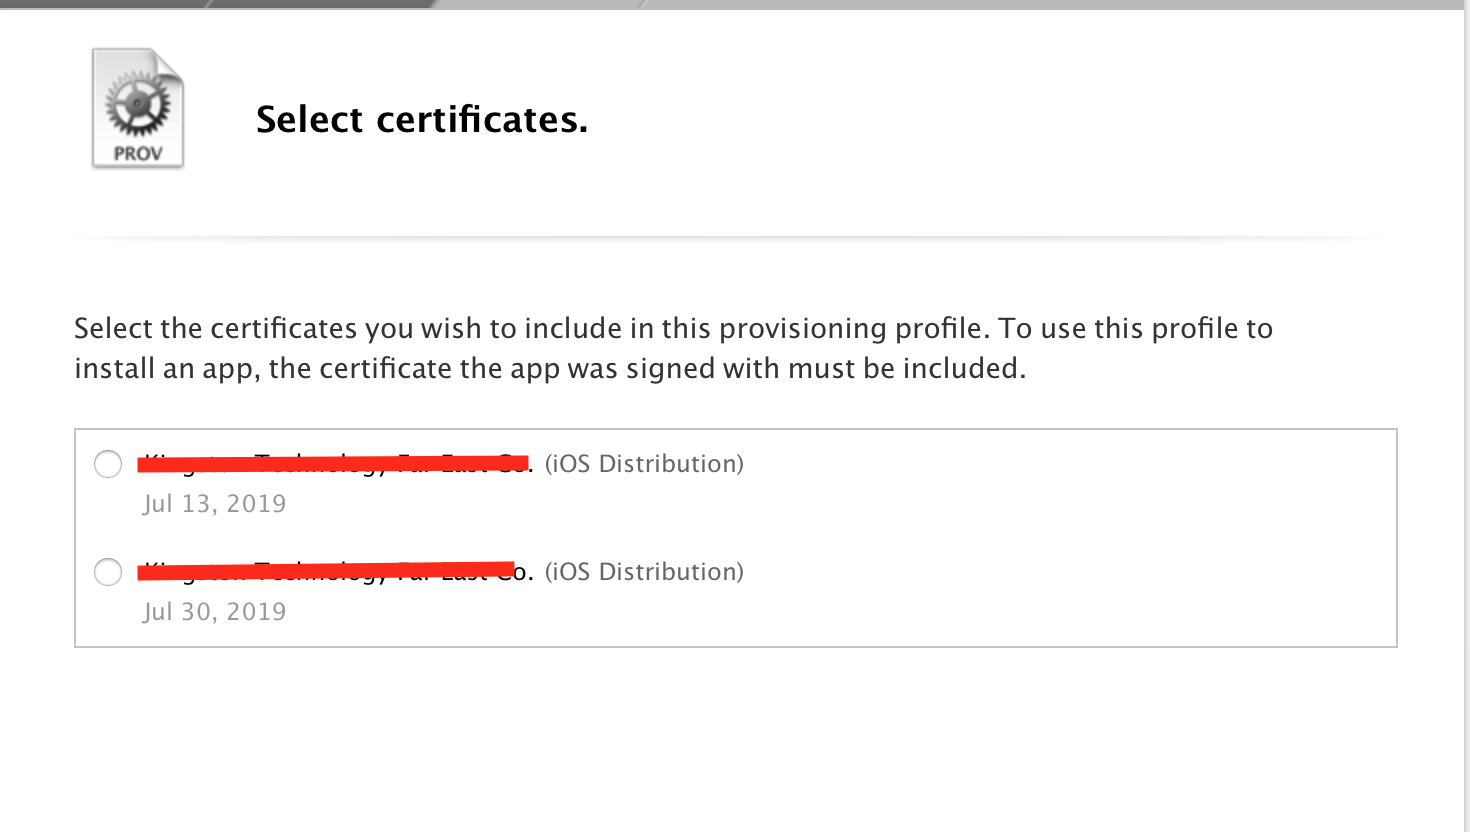 PROV
Select certificates.
Select the certificates you wish to include in this provisioning profile. To use this profile to
install an app, the certificate the app was signed with must be included.
(iOS Distribution)
Jul 13, 2019
Co. (iOS Distribution)
Jul 30, 2019